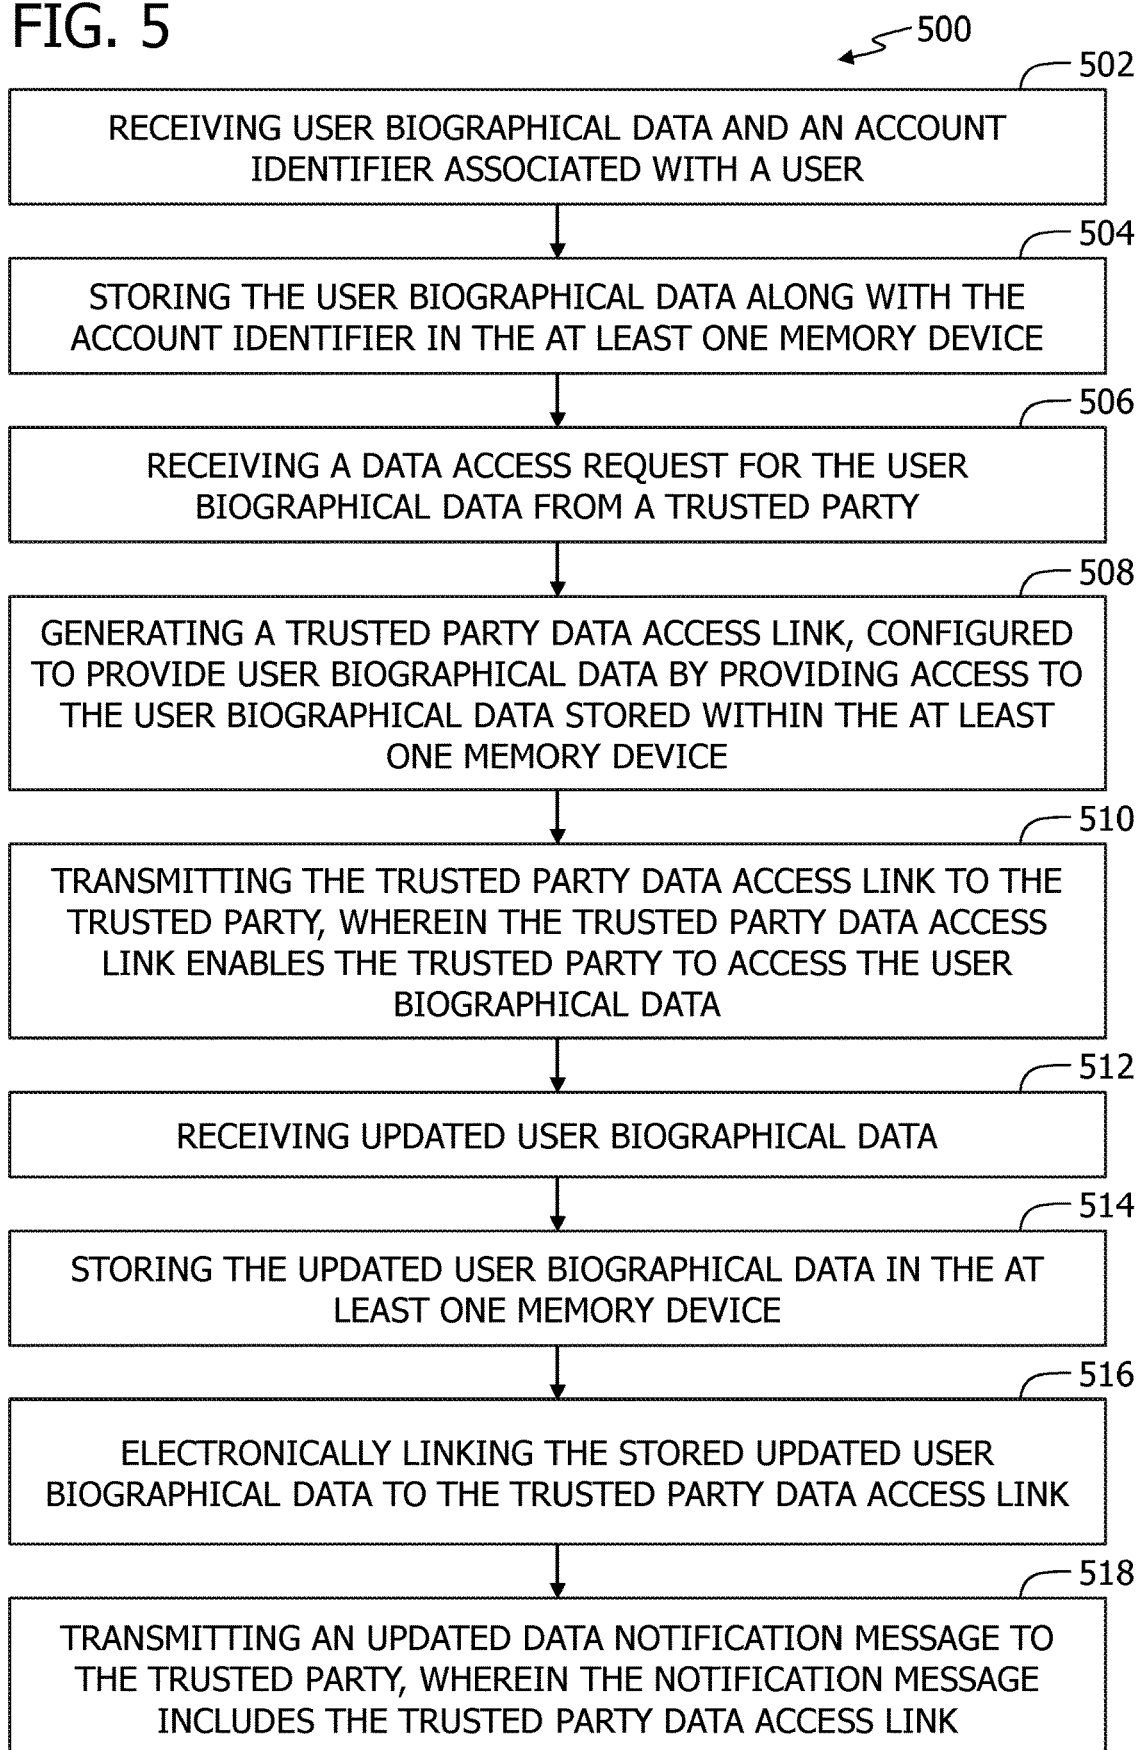 FIG. 5
500
502
RECEIVING USER BIOGRAPHICAL DATA AND AN ACCOUNT
IDENTIFIER ASSOCIATED WITH A USER
504
STORING THE USER BIOGRAPHICAL DATA ALONG WITH THE
ACCOUNT IDENTIFIER IN THE AT LEAST ONE MEMORY DEVICE
506
RECEIVING A DATA ACCESS REQUEST FOR THE USER
BIOGRAPHICAL DATA FROM A TRUSTED PARTY
508
GENERATING A TRUSTED PARTY DATA ACCESS LINK, CONFIGURED
TO PROVIDE USER BIOGRAPHICAL DATA BY PROVIDING ACCESS TO
THE USER BIOGRAPHICAL DATA STORED WITHIN THE AT LEAST
ONE MEMORY DEVICE
510
TRANSMITTING THE TRUSTED PARTY DATA ACCESS LINK TO THE
TRUSTED PARTY, WHEREIN THE TRUSTED PARTY DATA ACCESS
LINK ENABLES THE TRUSTED PARTY TO ACCESS THE USER
BIOGRAPHICAL DATA
512
RECEIVING UPDATED USER BIOGRAPHICAL DATA
514
STORING THE UPDATED USER BIOGRAPHICAL DATA IN THE AT
LEAST ONE MEMORY DEVICE
516
ELECTRONICALLY LINKING THE STORED UPDATED USER
BIOGRAPHICAL DATA TO THE TRUSTED PARTY DATA ACCESS LINK
518
TRANSMITTING AN UPDATED DATA NOTIFICATION MESSAGE TO
THE TRUSTED PARTY, WHEREIN THE NOTIFICATION MESSAGE
INCLUDES THE TRUSTED PARTY DATA ACCESS LINK